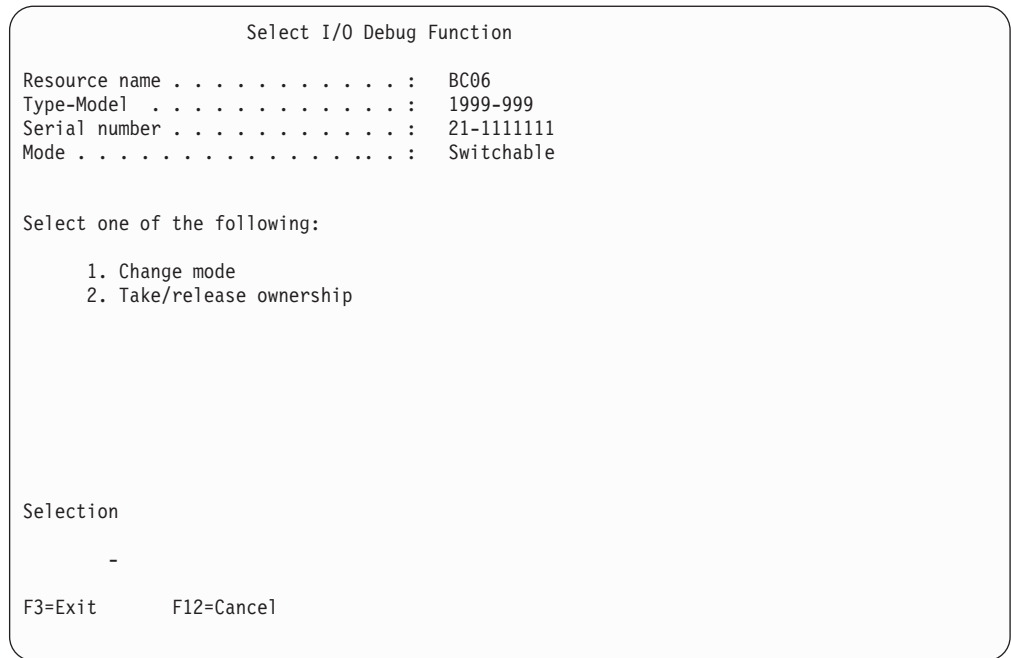 Select I/O Debug Function
Resource name . . . . . . . . . . . : BC06
Type-Model . . . . . . . . . . . . : 1999-999
Serial number . . . . . . . . . . . : 21-1111111
Mode . . . . . . . . . . . . . .. . : Switchable
Select one of the following:
1. Change mode
2. Take/release ownership
Selection
_
F3=Exit F12=Cancel